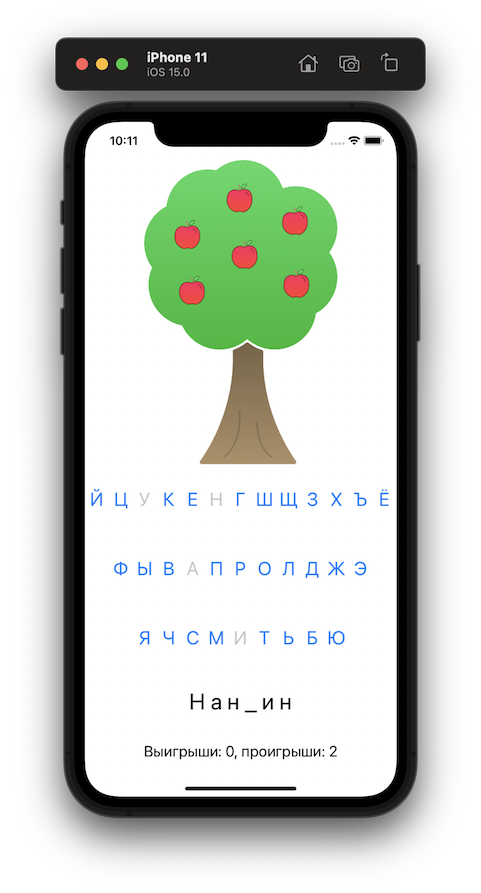 iPhone 11
iOS 15.0
10:11
Й Ц У К Е Н Г Ш Щ З Х Ъ Ё
Ф Ы В А П Р О Л Д Ж Э
Я Ч С М И Т Ь Б Ю
Н а н _ и н
Выигрыши: 0, проигрыши: 2